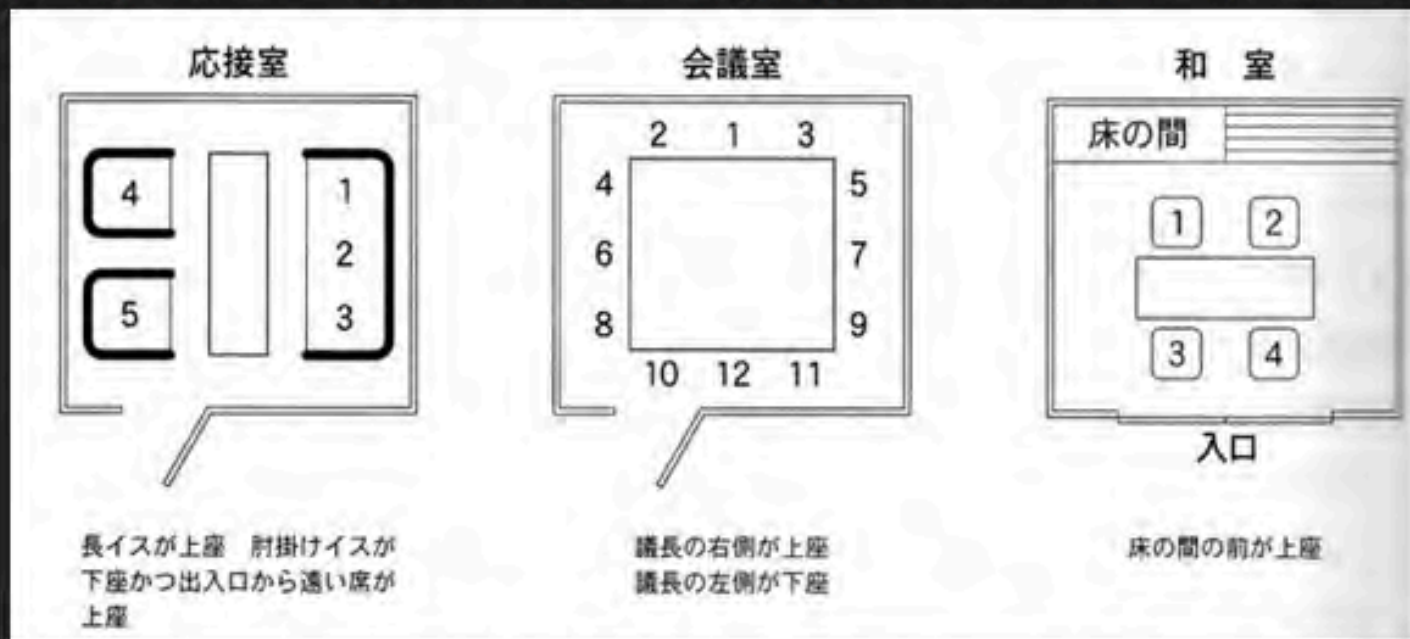 応接室
4
5
1
2
3
長イスが上座 肘掛けイスが
下座かつ出入口から遠い席が
上座
会議室
2 1 3
4 5
6 7
8 9
10 12 11
議長の右側が上座
議長の左側が下座
和 室
床の間
1 2
3 4
入口
床の間の前が上座